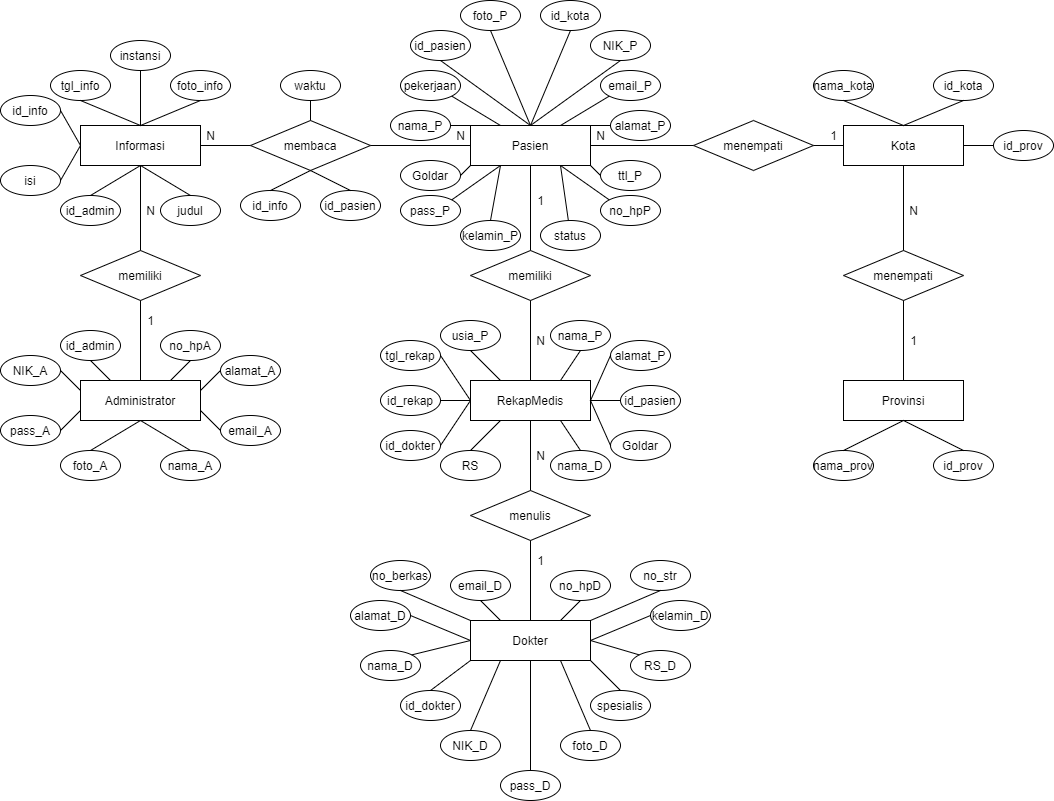 foto_P
id_kota
instansi
id_pasien
NIK_P
tgl_info
foto_info
waktu
pekerjaan
email_P
nama_kota
id_kota
id_info
nama_P
alamat_P
N
N
N
1
Informasi
membaca
Pasien
menempati
Kota
id_prov
isi
Goldar
ttl_P
id_admin
N
judul
id_info
id_pasien
pass_P
1
no_hpP
N
kelamin_P
status
memiliki
memiliki
menempati
1
id_admin
no_hpA
usia_P
N
nama_P
1
NIK_A
alamat_A
tgl_rekap
alamat_P
Administrator
id_rekap
RekapMedis
id_pasien
Provinsi
pass_A
email_A
id_dokter
Goldar
foto_A
nama_A
RS
N
nama_D
nama_prov
id_prov
menulis
1
no_berkas
email_D
no_hpD
no_str
alamat_D
kelamin_D
Dokter
nama_D
RS_D
id_dokter
spesialis
NIK_D
foto_D
pass_D